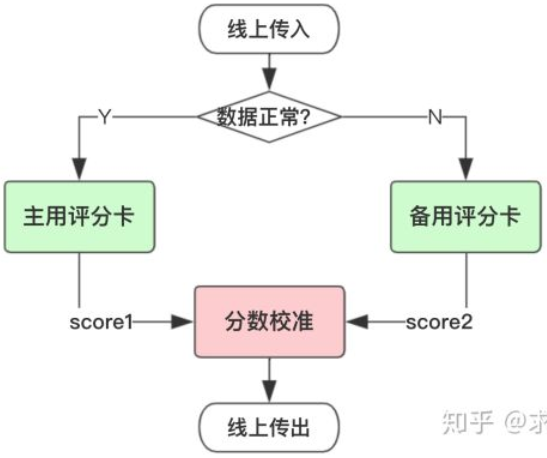 线上传入
数据正常?
Y
N
主用评分卡
备用评分卡
score1
分数校准
score2
线上传出
知乎 @求